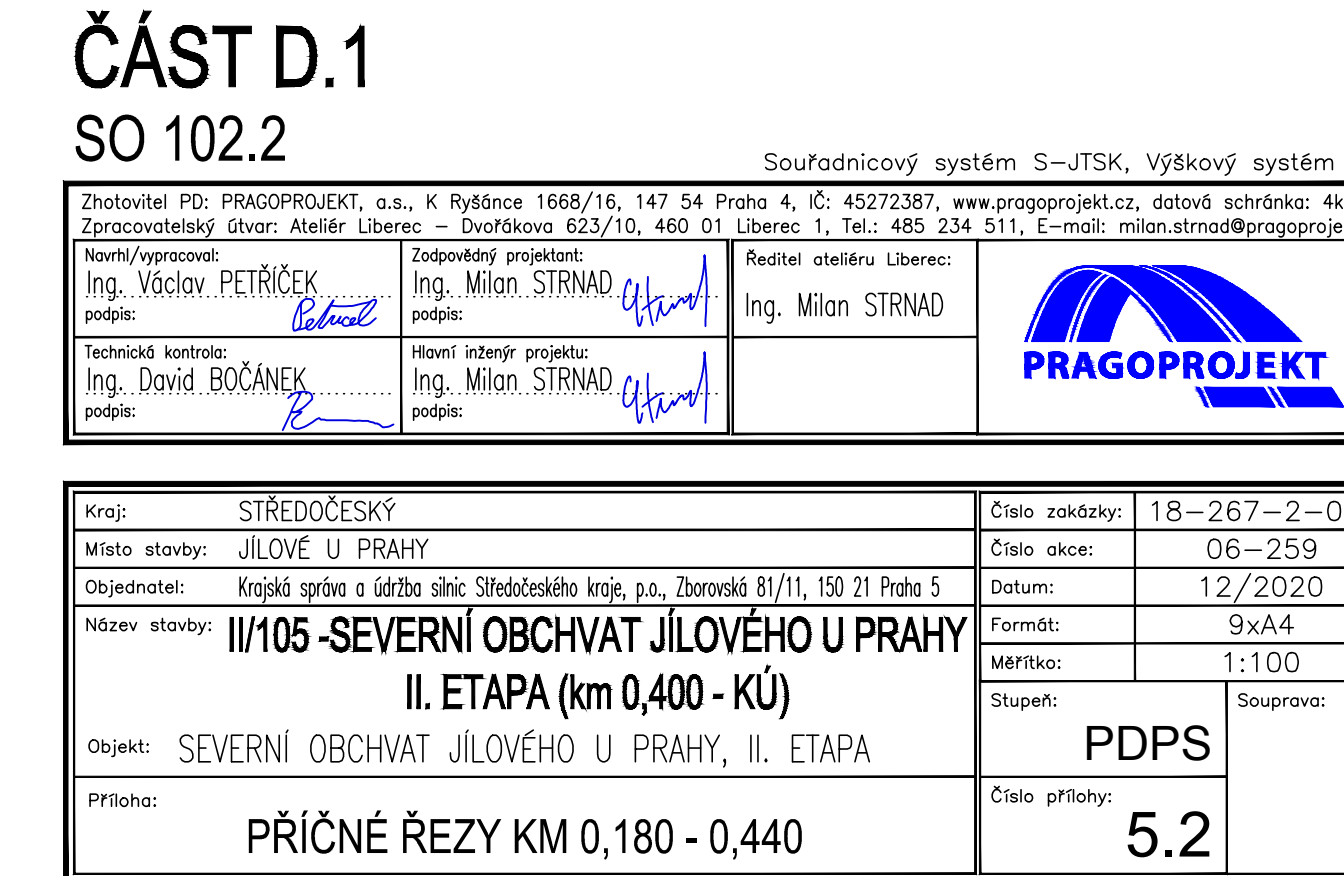 ČÁST D.1
SO 102.2
Souřadnicový systém S-JTSK, Výškový systém
Zhotovitel PD: PRAGOPROJEKT, a.s., K Ryšánce 1668/16, 147 54 Praha 4, IČ: 45272387, www.pragoprojekt.cz, datová schránka: 4k
Zpracovatelský útvar: Ateliér Liberec - Dvořákova 623/10, 460 01 Liberec 1, Tel.: 485 234 511, E-mail: milan.strnad@pragoproje
Navrhl/vypracoval:
Ing. Václav PETŘÍČEK
podpis:
Zodpovědný projektant:
Ing. Milan STRNAD
podpis:
Ředitel ateliéru Liberec:
Ing. Milan STRNAD
Technická kontrola:
Ing. David BOČÁNEK
podpis:
Hlavní inženýr projektu:
Ing. Milan STRNAD
podpis:
PRAGOPROJEKT
Kraj: STŘEDOČESKÝ
Místo stavby: JÍLOVÉ U PRAHY
Objednatel: Krajská správa a údržba silnic Středočeského kraje, p.o., Zborovská 81/11, 150 21 Praha 5
Název stavby: II/105 -SEVERNÍ OBCHVAT JÍLOVÉHO U PRAHY
II. ETAPA (km 0,400 - KÚ)
Objekt: SEVERNÍ OBCHVAT JÍLOVÉHO U PRAHY, II. ETAPA
Příloha:
PŘÍČNÉ ŘEZY KM 0,180 - 0,440
Číslo zakázky: 18-267-2-0
Číslo akce: 06-259
Datum: 12/2020
Formát: 9xA4
Měřítko: 1:100
Stupeň:
PDPS
Souprava:
Číslo přílohy:
5.2